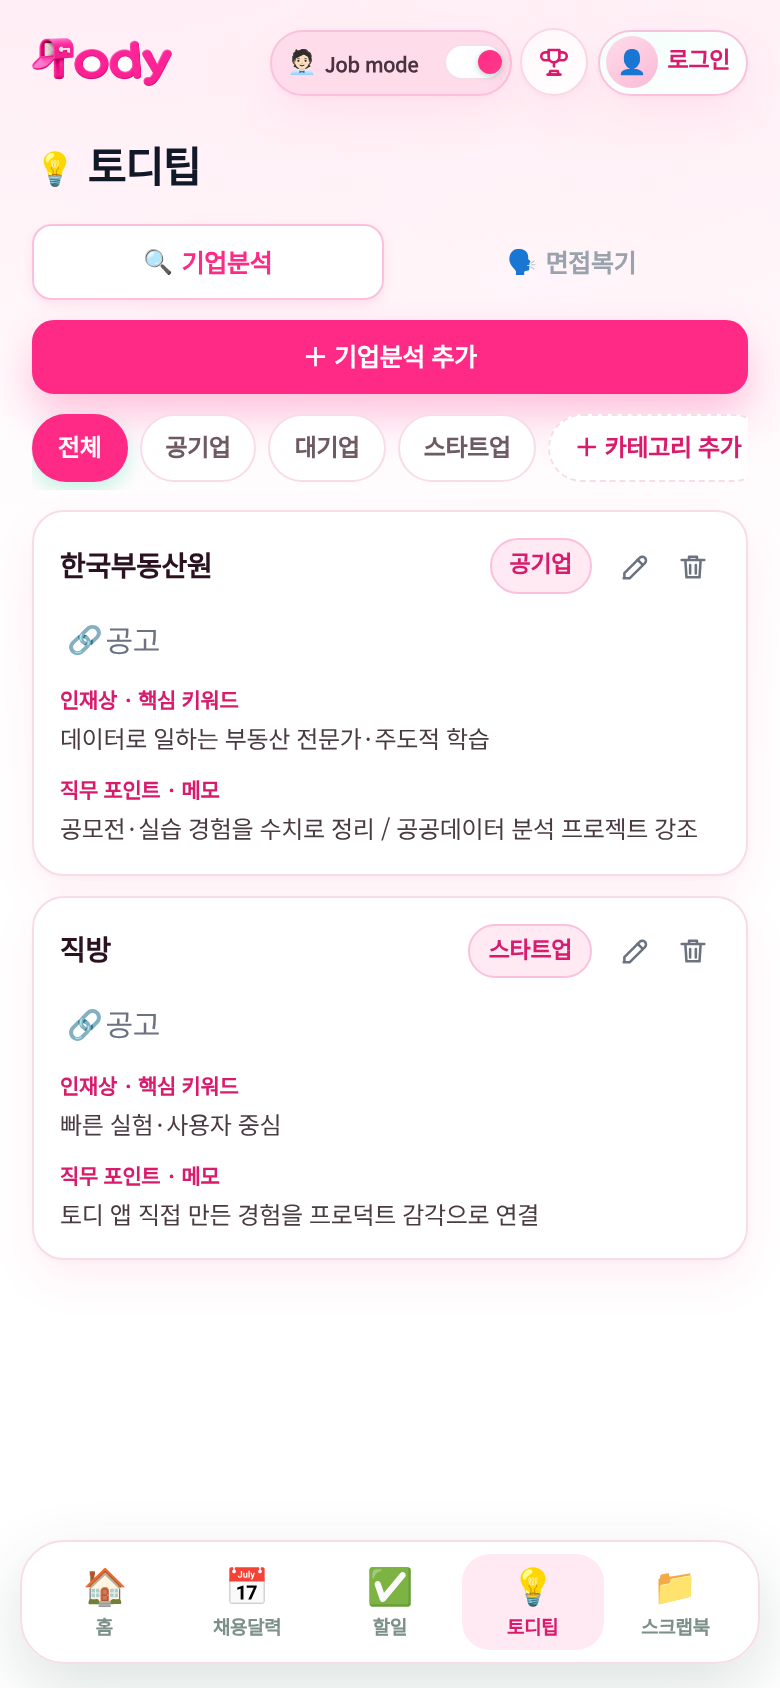 Tody
Job mode
로그인
토디팁
기업분석
면접복기
+ 기업분석 추가
전체
공기업
대기업
스타트업
+ 카테고리 추가
한국부동산원
공기업
공고
인재상 · 핵심 키워드
데이터로 일하는 부동산 전문가·주도적 학습
직무 포인트 · 메모
공모전·실습 경험을 수치로 정리 / 공공데이터 분석 프로젝트 강조
직방
스타트업
공고
인재상 · 핵심 키워드
빠른 실험·사용자 중심
직무 포인트 · 메모
토디 앱 직접 만든 경험을 프로덕트 감각으로 연결
July
17
홈
채용달력
할일
토디팁
스크랩북